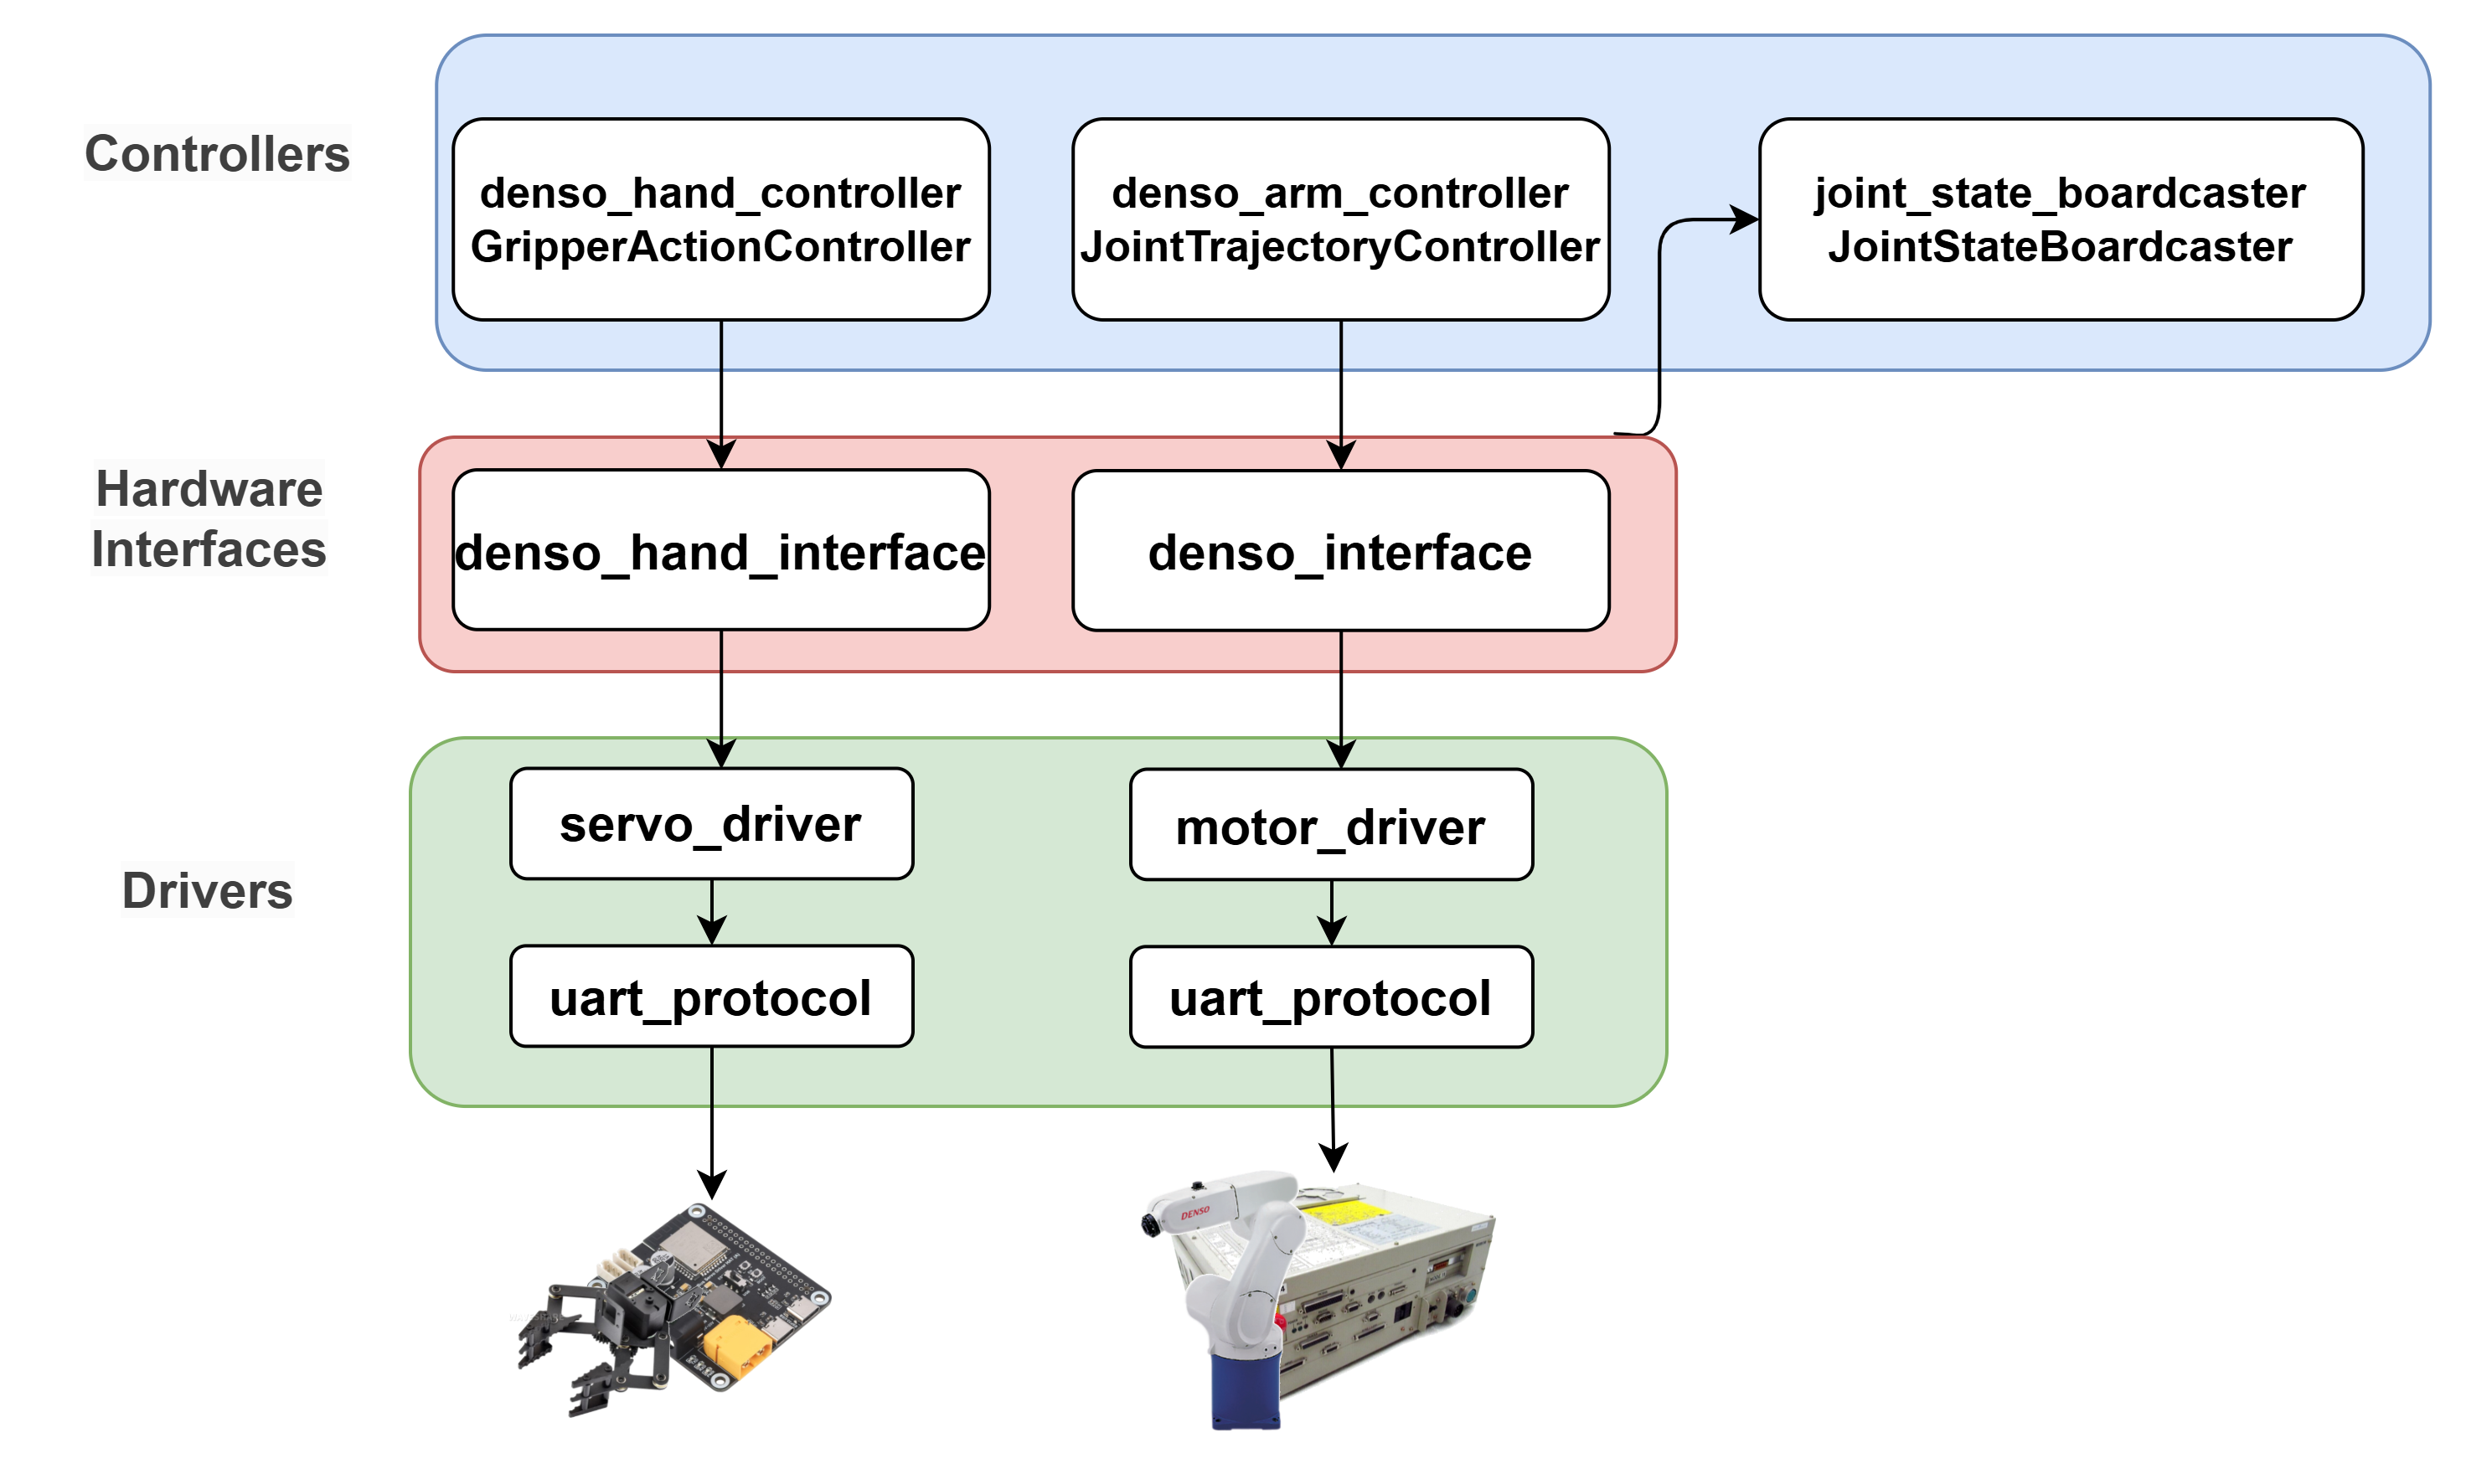 Controllers
denso_hand_controller
GripperActionController
denso_arm_controller
JointTrajectoryController
joint_state_boardcaster
JointStateBoardcaster
Hardware
Interfaces
denso_hand_interface
denso_interface
Drivers
servo_driver
motor_driver
uart_protocol
uart_protocol
DENSO